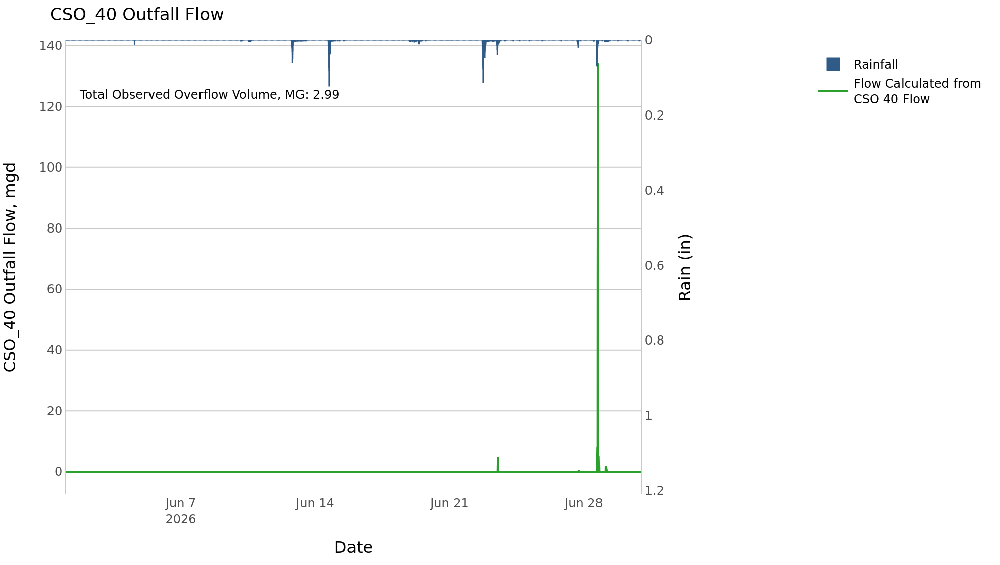 CSO_40 Outfall Flow
140
120
100
80
60
40
20
0
CSO_40 Outfall Flow, mgd
Total Observed Overflow Volume, MG: 2.99
0
0.2
0.4
0.6
0.8
1
1.2
Rain (in)
Jun 7
2026
Jun 14
Jun 21
Jun 28
Date
Rainfall
Flow Calculated from
CSO 40 Flow